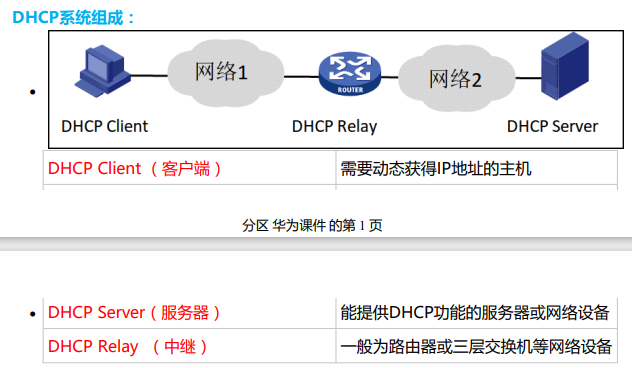 DHCP系统组成：
网络1
网络2
ROUTER
DHCP Client
DHCP Relay
DHCP Server
DHCP Client （客户端） 需要动态获得IP地址的主机
分区 华为课件 的第 1 页
DHCP Server（服务器） 能提供DHCP功能的服务器或网络设备
DHCP Relay （中继） 一般为路由器或三层交换机等网络设备